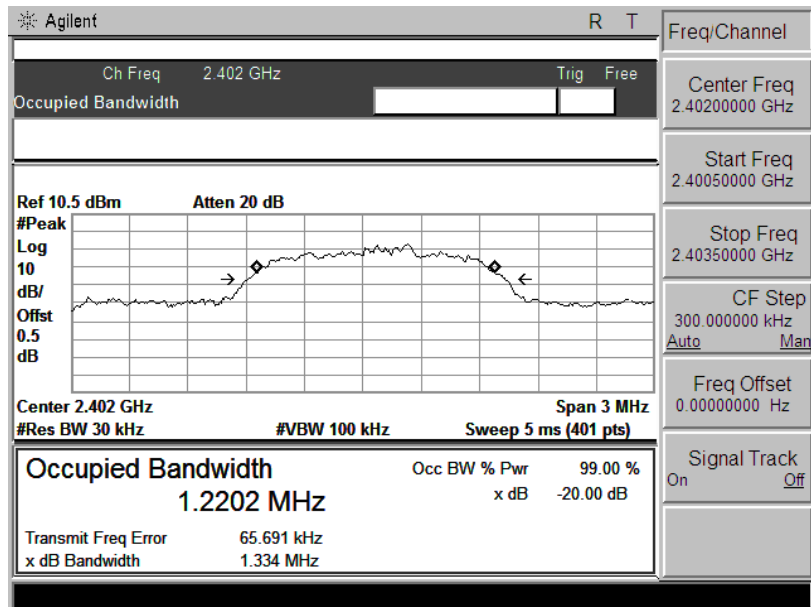 Agilent R T
Ch Freq 2.402 GHz Trig Free
Occupied Bandwidth
Ref 10.5 dBm Atten 20 dB
#Peak
Log
10
dB/
Offst
0.5
dB
Center 2.402 GHz Span 3 MHz
#Res BW 30 kHz #VBW 100 kHz Sweep 5 ms (401 pts)
Occupied Bandwidth
1.2202 MHz
Occ BW % Pwr 99.00 %
x dB -20.00 dB
Transmit Freq Error 65.691 kHz
x dB Bandwidth 1.334 MHz
Freq/Channel
Center Freq
2.40200000 GHz
Start Freq
2.40050000 GHz
Stop Freq
2.40350000 GHz
CF Step
300.000000 kHz
Auto Man
Freq Offset
0.00000000 Hz
Signal Track
On Off